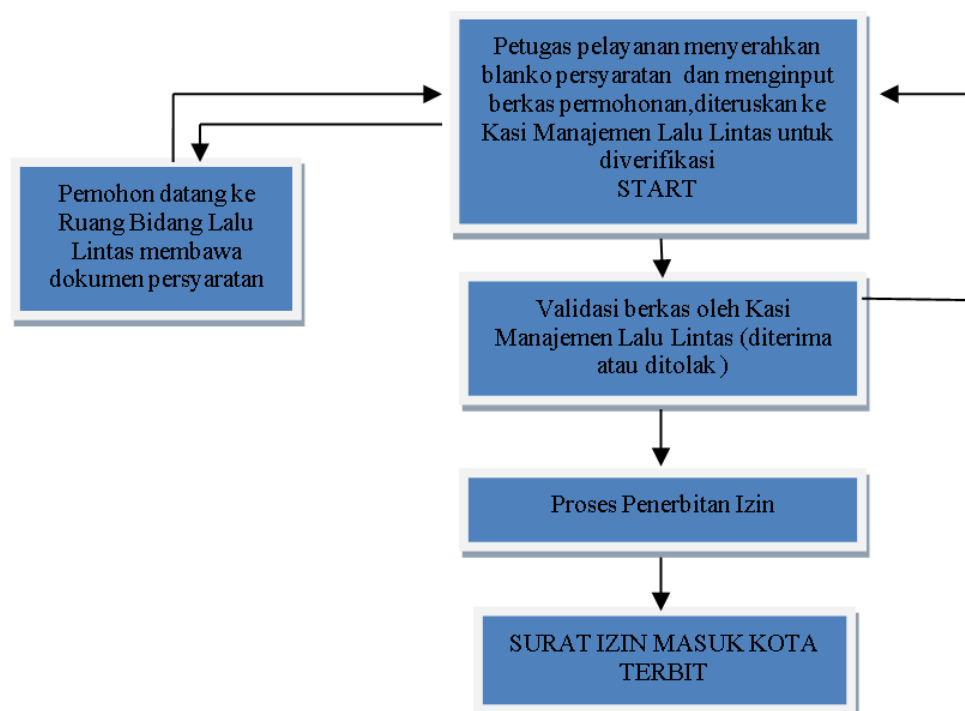 Petugas pelayanan menyerahkan
blanko persyaratan dan menginput
berkas permohonan,diteruskan ke
Kasi Manajemen Lalu Lintas untuk
diverifikasi
START
Pemohon datang ke
Ruang Bidang Lalu
Lintas membawa
dokumen persyaratan
Validasi berkas oleh Kasi
Manajemen Lalu Lintas (diterima
atau ditolak )
Proses Penerbitan Izin
SURAT IZIN MASUK KOTA
TERBIT